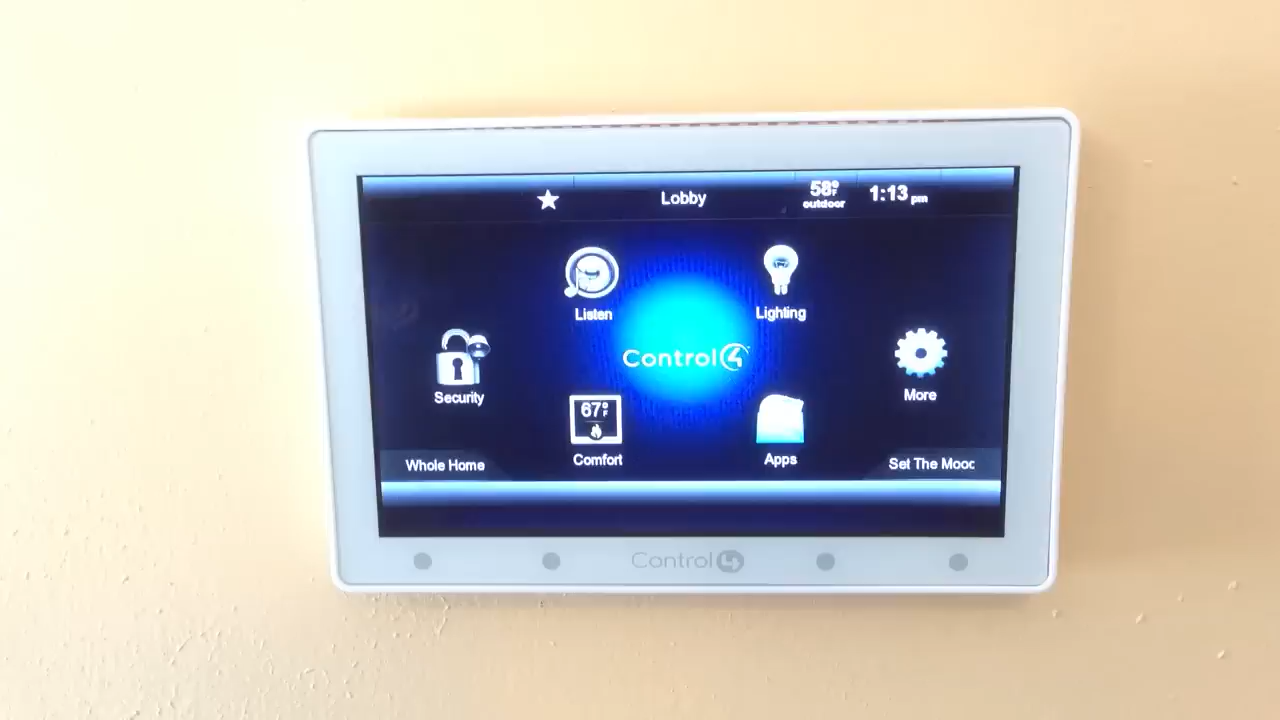 Lobby
58°F
outdoor
1:13 pm
Listen
Lighting
Control4
Security
More
67°F
Comfort
Apps
Whole Home
Set The Mooc
Control4